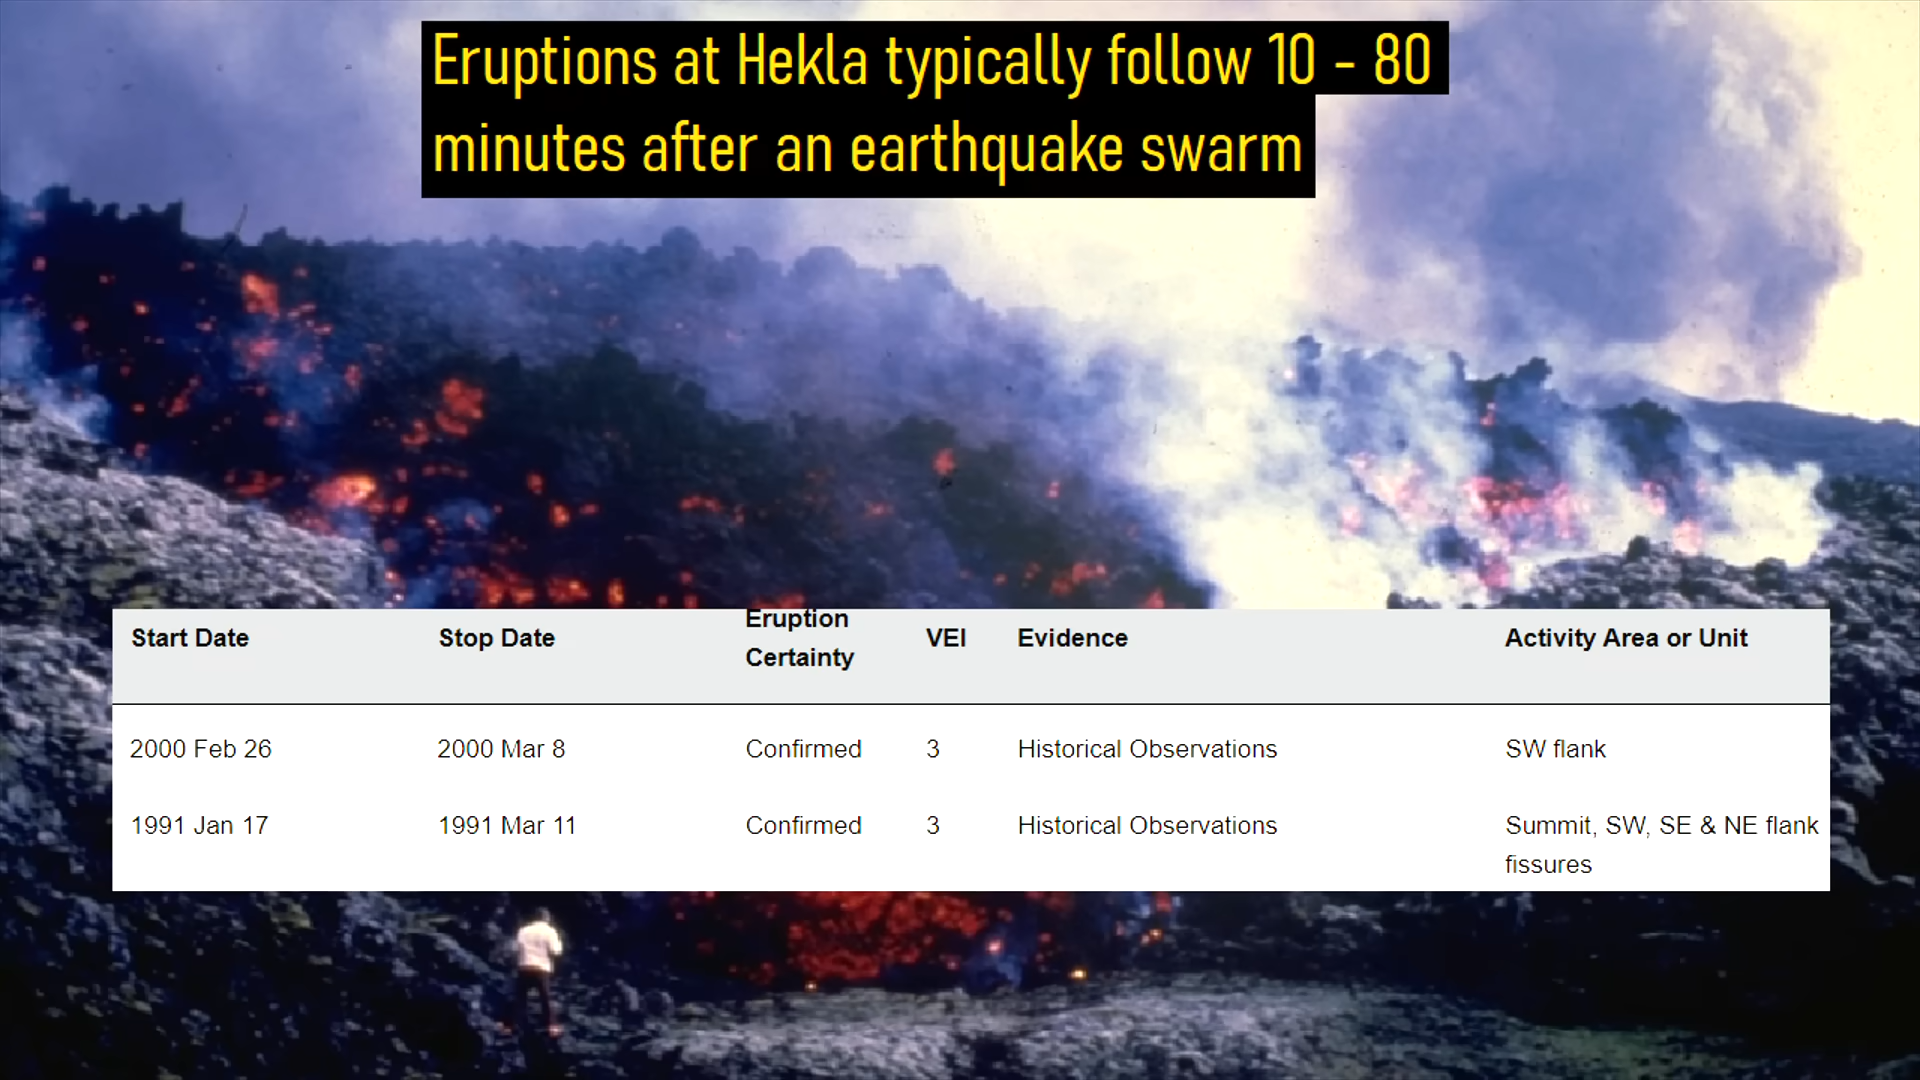 Eruptions at Hekla typically follow 10 - 80
minutes after an earthquake swarm
Start Date Stop Date Eruption Certainty VEI Evidence Activity Area or Unit
2000 Feb 26 2000 Mar 8 Confirmed 3 Historical Observations SW flank
1991 Jan 17 1991 Mar 11 Confirmed 3 Historical Observations Summit, SW, SE & NE flank
fissures